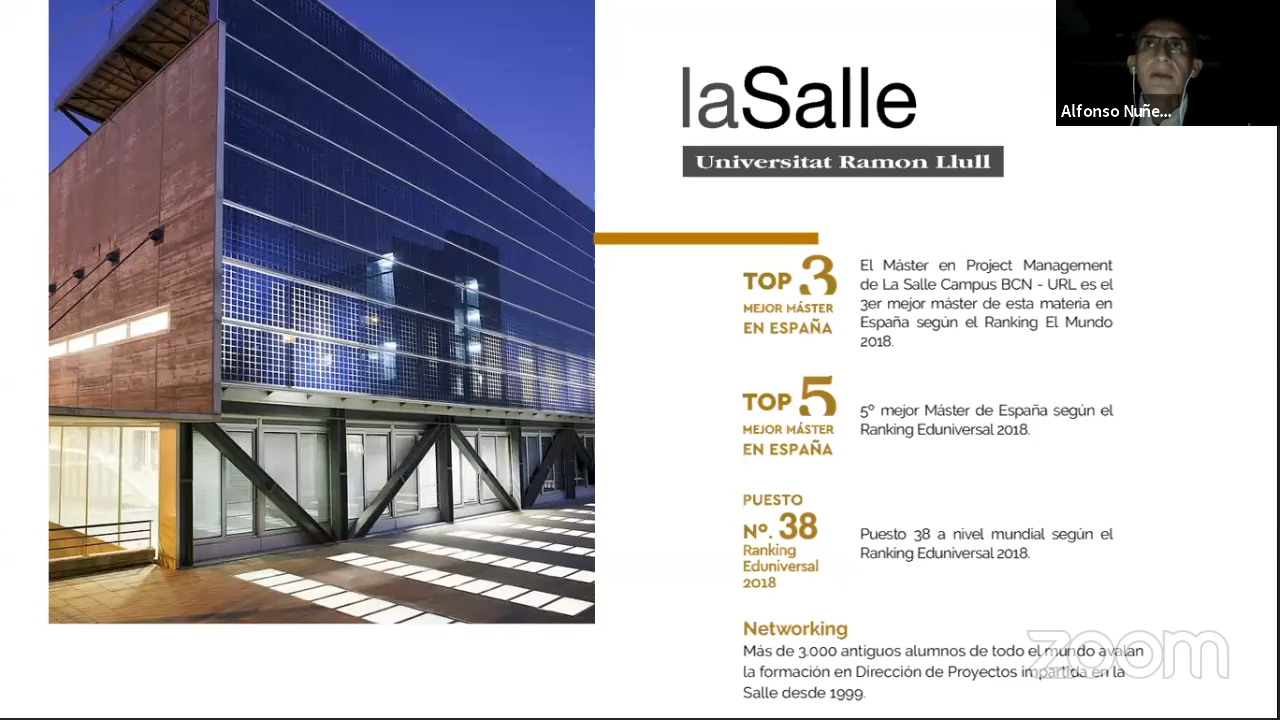 laSalle
Universitat Ramon Llull
Alfonso Nuñe...
TOP 3
MEJOR MÁSTER
EN ESPAÑA
El Máster en Project Management
de La Salle Campus BCN - URL es el
3er mejor máster de esta materia en
España según el Ranking El Mundo
2018.
TOP 5
MEJOR MÁSTER
EN ESPAÑA
5º mejor Máster de España según el
Ranking Eduniversal 2018.
PUESTO
Nº. 38
Ranking
Eduniversal
2018
Puesto 38 a nivel mundial según el
Ranking Eduniversal 2018.
Networking
Más de 3.000 antiguos alumnos de todo el mundo avalan
la formación en Dirección de Proyectos impartida en la
Salle desde 1999.
zoom